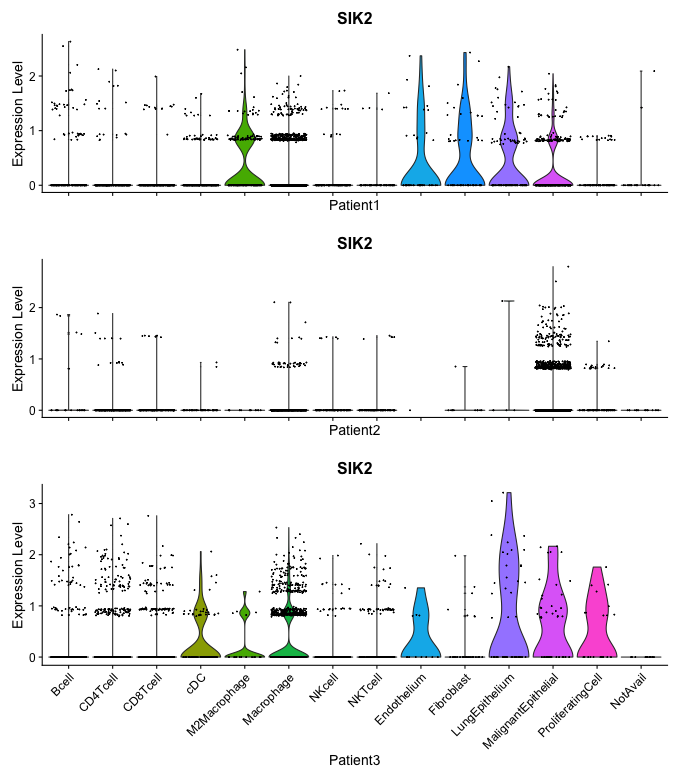 SIK2
Expression Level
2
1
0
Patient1
SIK2
Expression Level
2
1
0
Patient2
SIK2
Expression Level
3
2
1
0
Bcell
CD4Tcell
CD8Tcell
cDC
M2Macrophage
Macrophage
NKcell
NKTcell
Endothelium
Fibroblast
LungEpithelium
MalignantEpithelial
ProliferatingCell
NotAvail
Patient3